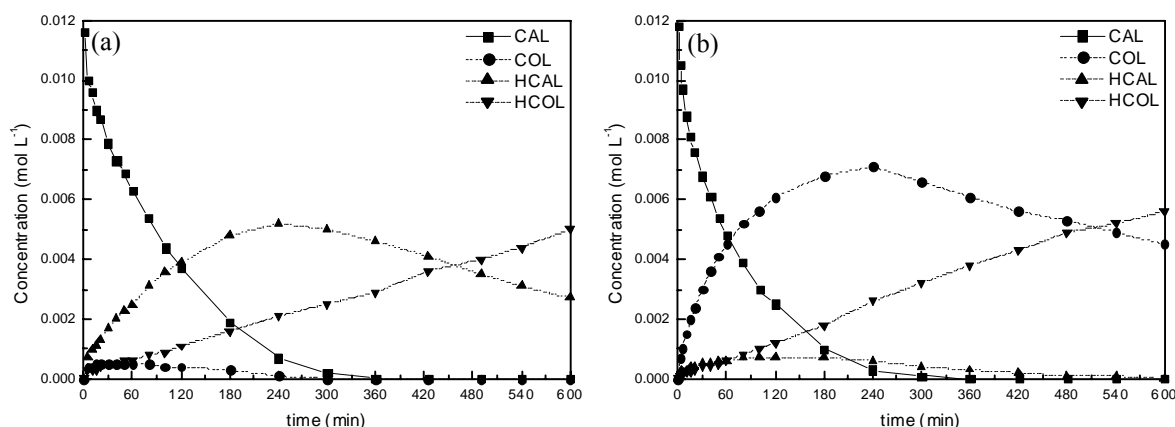 (a)
CAL
COL
HCAL
HCOL
Concentration (mol L⁻¹)
0.012
0.010
0.008
0.006
0.004
0.002
0.000
0 60 120 180 240 300 360 420 480 540 600
time (min)
(b)
CAL
COL
HCAL
HCOL
Concentration (mol L⁻¹)
0.012
0.010
0.008
0.006
0.004
0.002
0.000
0 60 120 180 240 300 360 420 480 540 600
time (min)